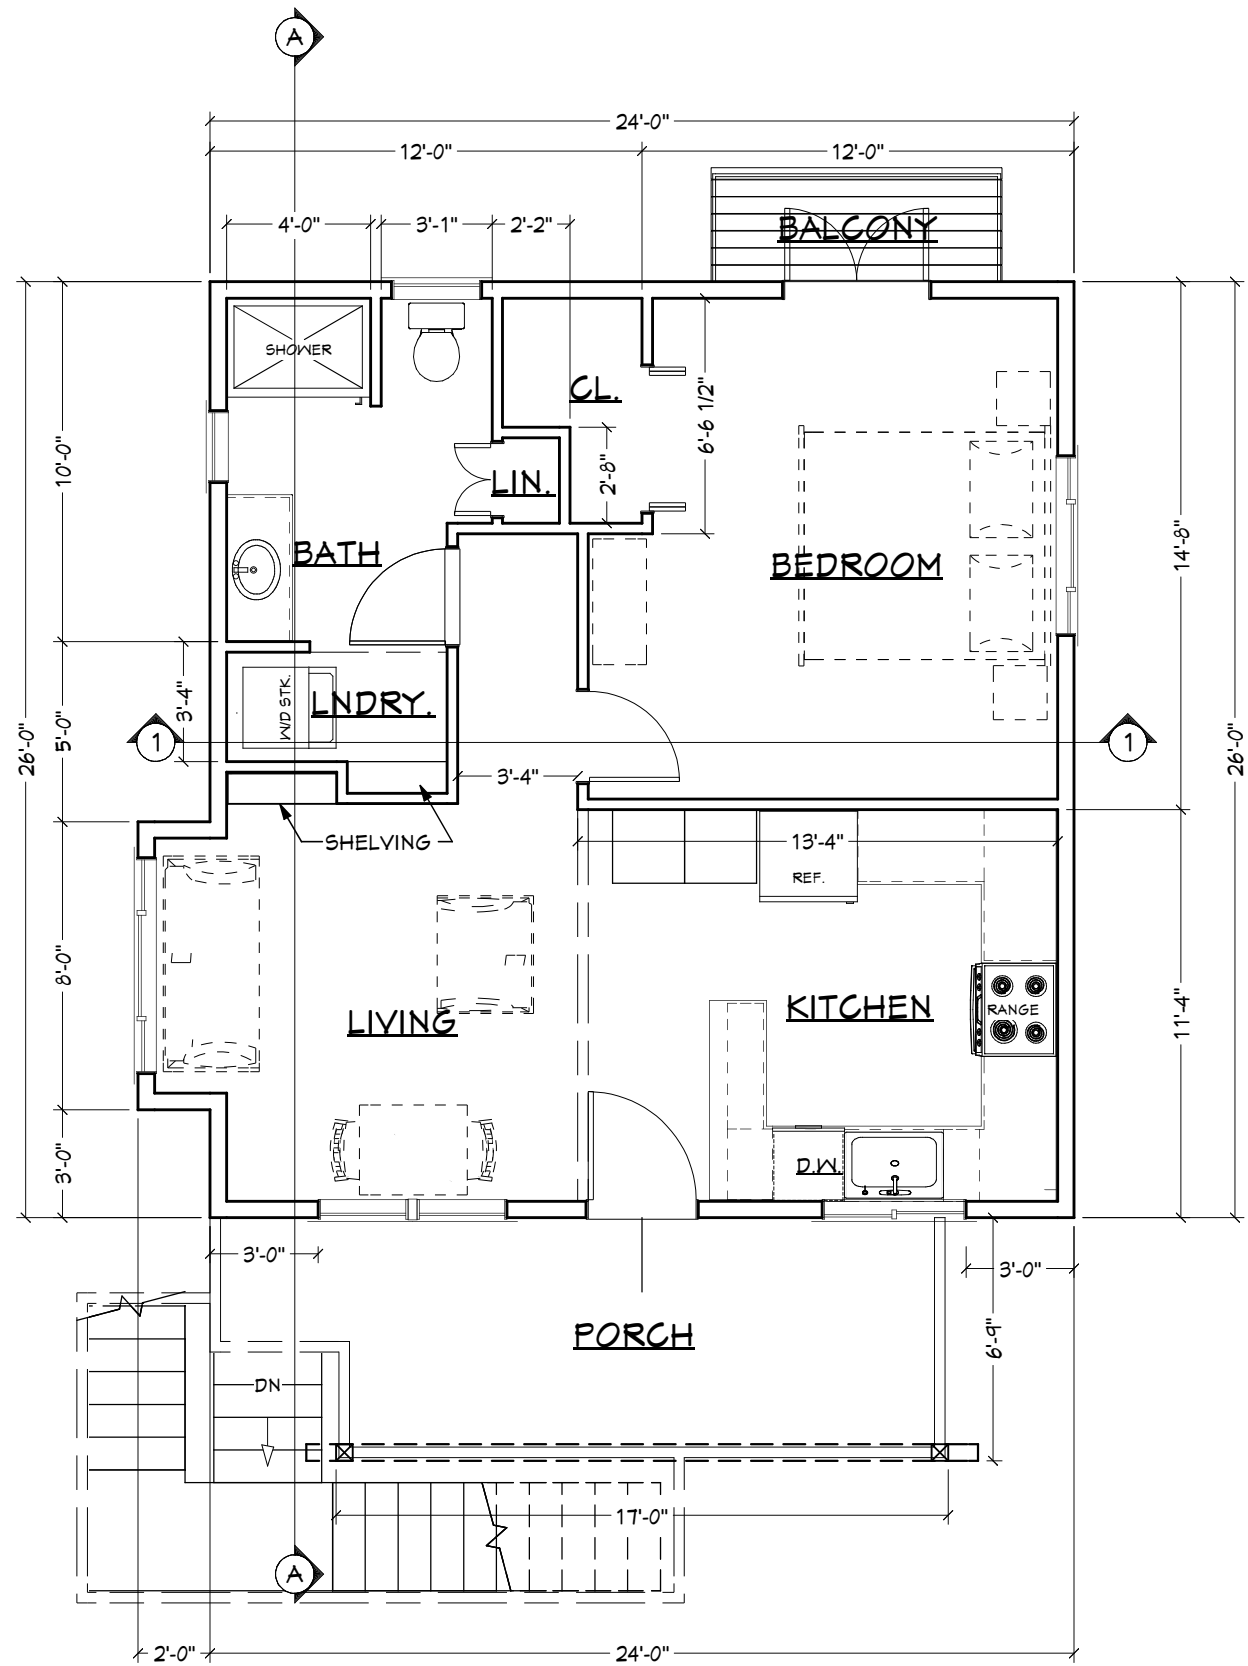 A
24'-0"
12'-0"
12'-0"
4'-0"
3'-1"
2'-2"
BALCONY
SHOWER
CL.
6'-6 1/2"
10'-0"
2'-8"
LIN.
BATH
BEDROOM
14'-8"
W/D STK.
LNDRY.
3'-4"
5'-0"
26'-0"
26'-0"
1
1
3'-4"
SHELVING
13'-4"
REF.
8'-0"
LIVING
KITCHEN
RANGE
11'-4"
D.W.
3'-0"
3'-0"
3'-0"
PORCH
6'-9"
DN
17'-0"
A
2'-0"
24'-0"